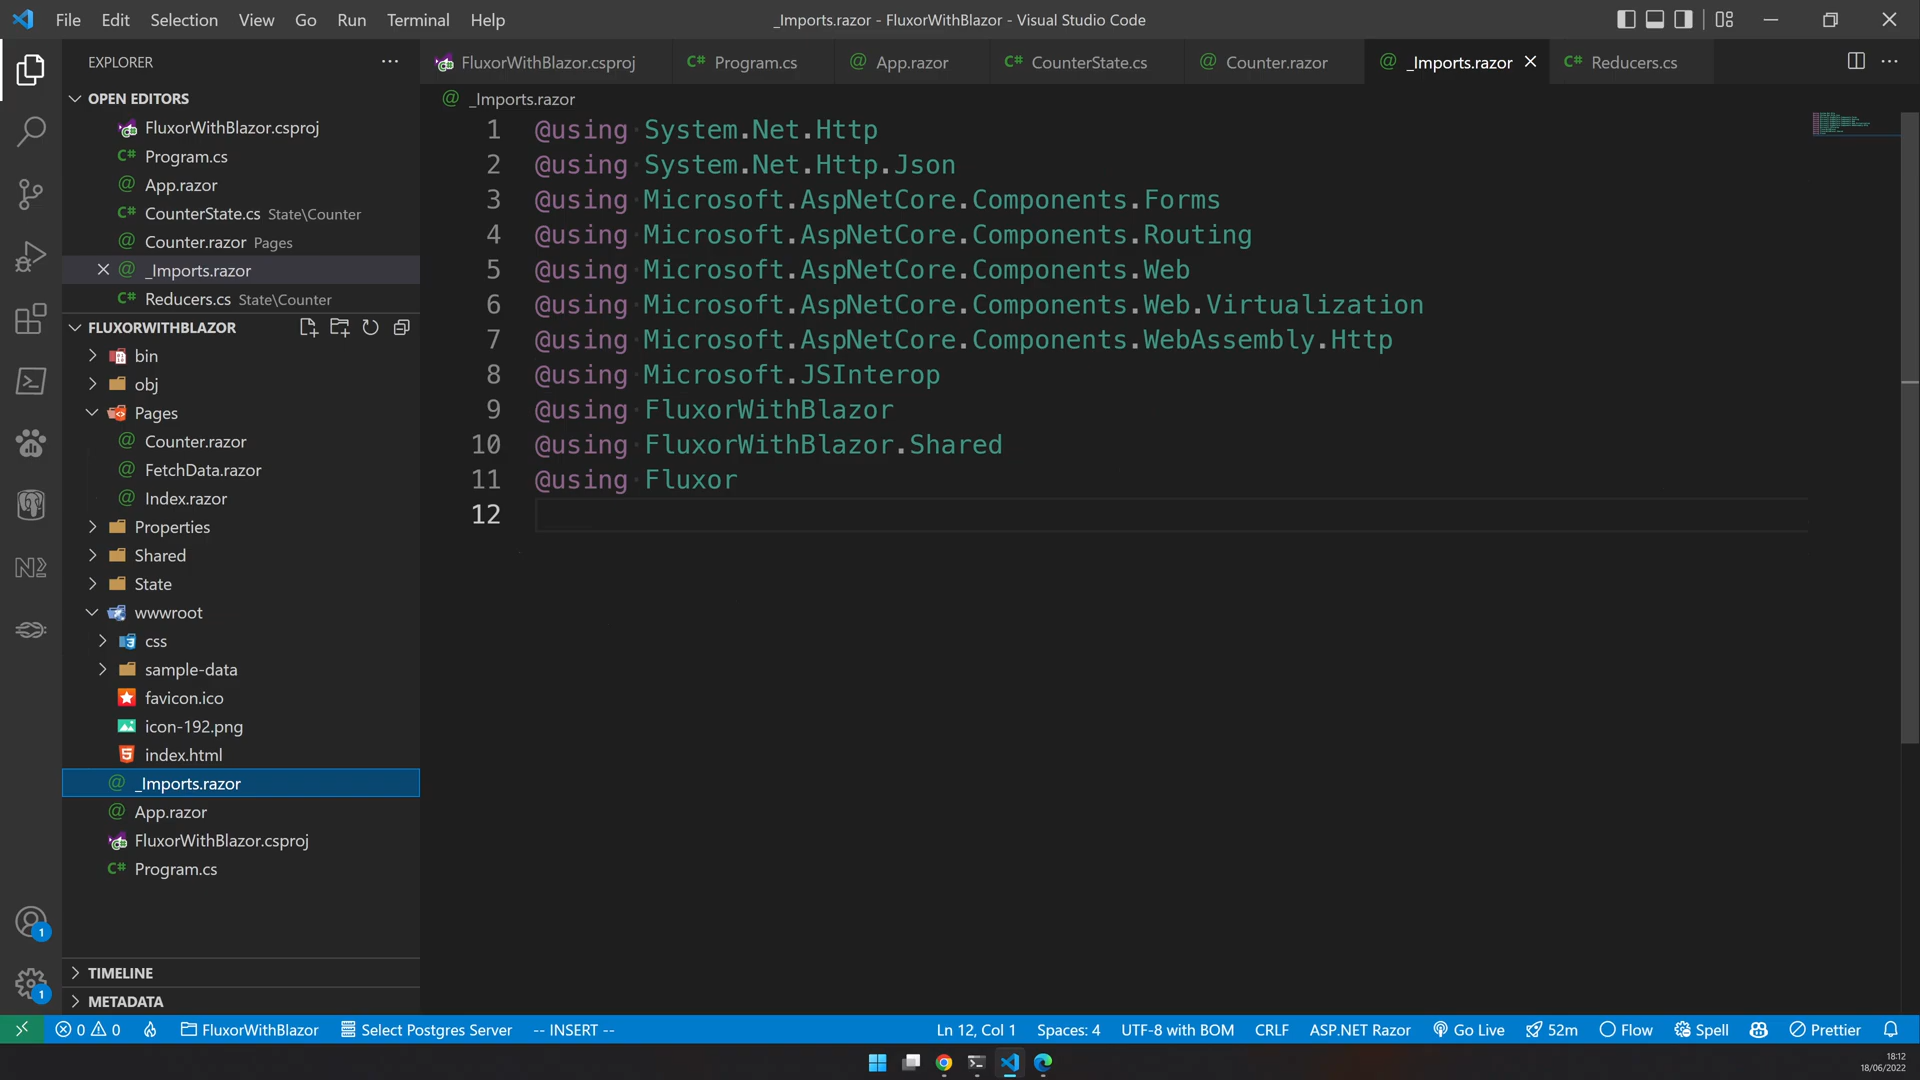 File Edit Selection View Go Run Terminal Help
_Imports.razor - FluxorWithBlazor - Visual Studio Code
EXPLORER
OPEN EDITORS
FluxorWithBlazor.csproj
Program.cs
App.razor
CounterState.cs State\Counter
Counter.razor Pages
_Imports.razor
Reducers.cs State\Counter
FLUXORWITHBLAZOR
bin
obj
Pages
Counter.razor
FetchData.razor
Index.razor
Properties
Shared
State
wwwroot
css
sample-data
favicon.ico
icon-192.png
index.html
_Imports.razor
App.razor
FluxorWithBlazor.csproj
Program.cs
TIMELINE
METADATA
FluxorWithBlazor.csproj Program.cs App.razor CounterState.cs Counter.razor _Imports.razor Reducers.cs
_Imports.razor
1 @using System.Net.Http
2 @using System.Net.Http.Json
3 @using Microsoft.AspNetCore.Components.Forms
4 @using Microsoft.AspNetCore.Components.Routing
5 @using Microsoft.AspNetCore.Components.Web
6 @using Microsoft.AspNetCore.Components.Web.Virtualization
7 @using Microsoft.AspNetCore.Components.WebAssembly.Http
8 @using Microsoft.JSInterop
9 @using FluxorWithBlazor
10 @using FluxorWithBlazor.Shared
11 @using Fluxor
12
1
1
0 0 FluxorWithBlazor Select Postgres Server -- INSERT -- Ln 12, Col 1 Spaces: 4 UTF-8 with BOM CRLF ASP.NET Razor Go Live 52m Flow Spell Prettier
18:12
18/06/2022